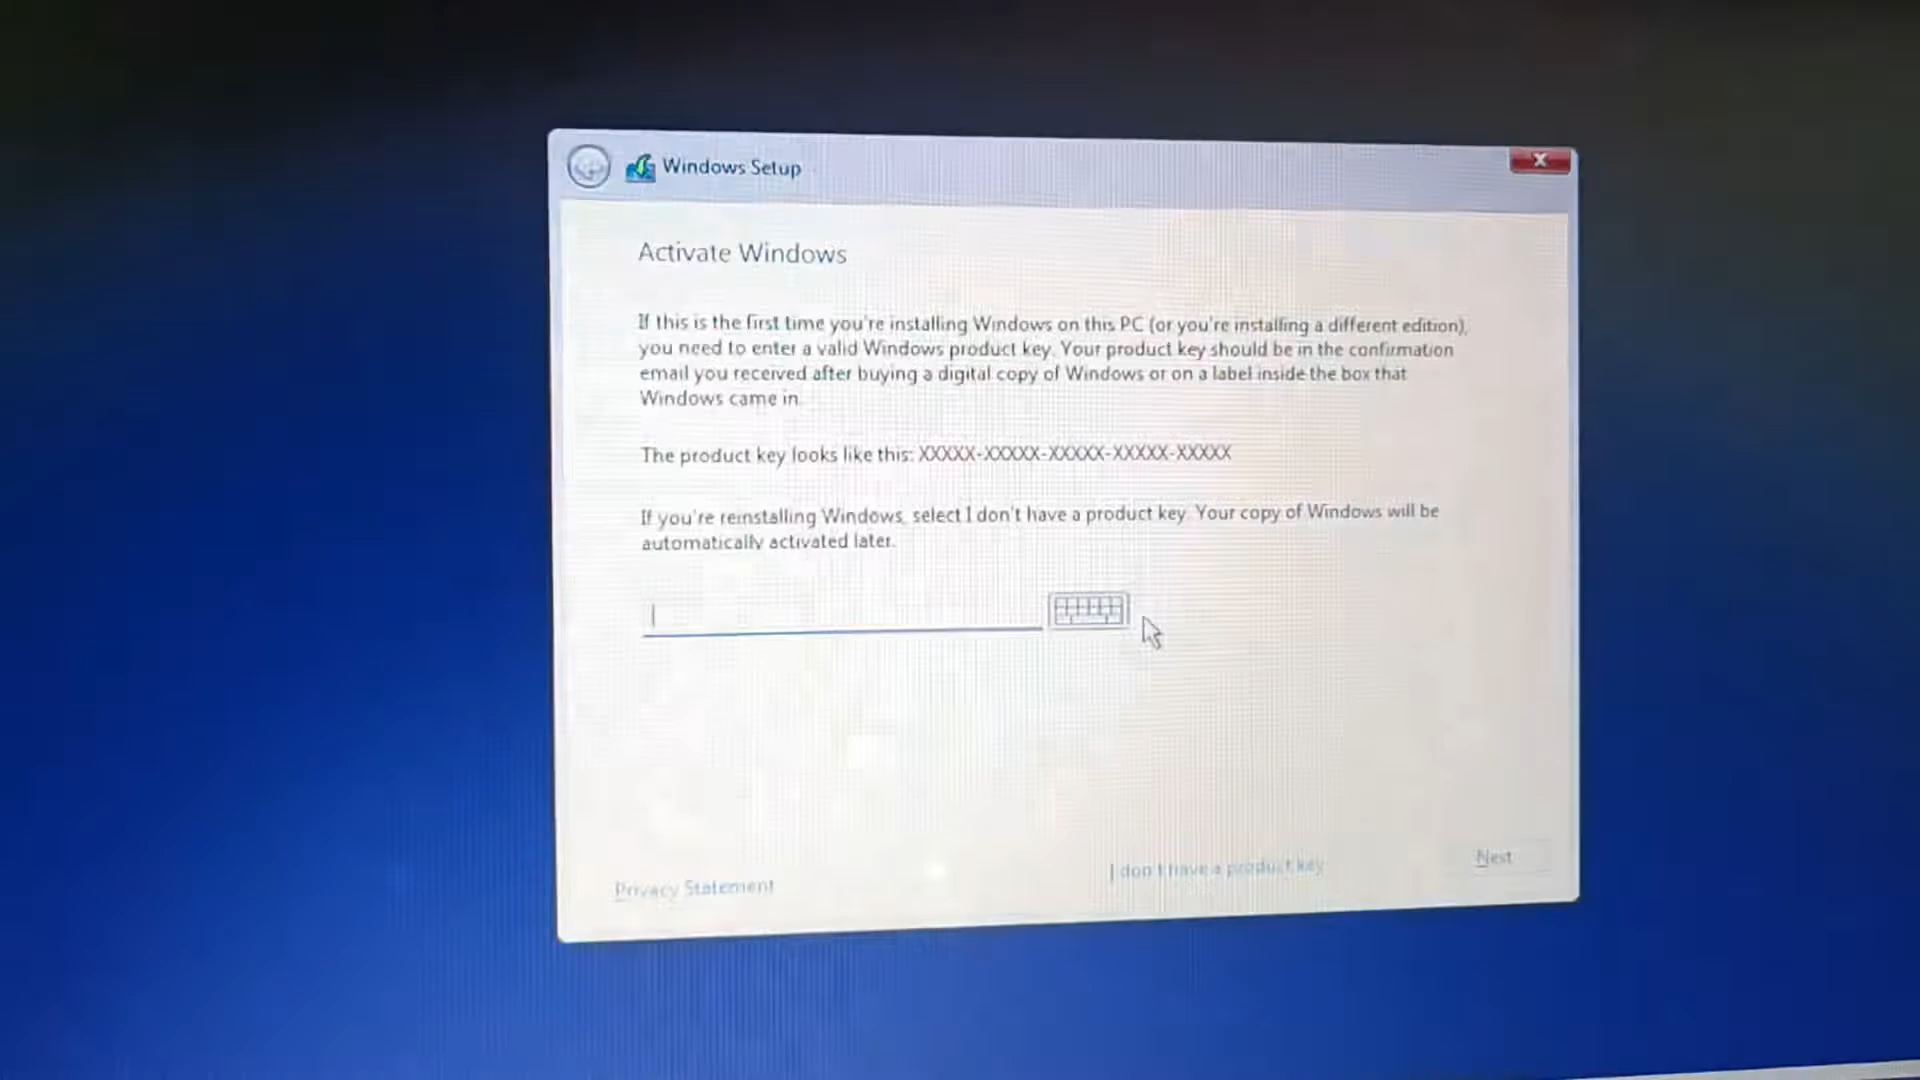 Windows Setup
X
Activate Windows
If this is the first time you're installing Windows on this PC (or you're installing a different edition),
you need to enter a valid Windows product key. Your product key should be in the confirmation
email you received after buying a digital copy of Windows or on a label inside the box that
Windows came in.
The product key looks like this: XXXXX-XXXXX-XXXXX-XXXXX-XXXXX
If you're reinstalling Windows, select I don't have a product key. Your copy of Windows will be
automatically activated later.
I don't have a product key
Next
Privacy Statement